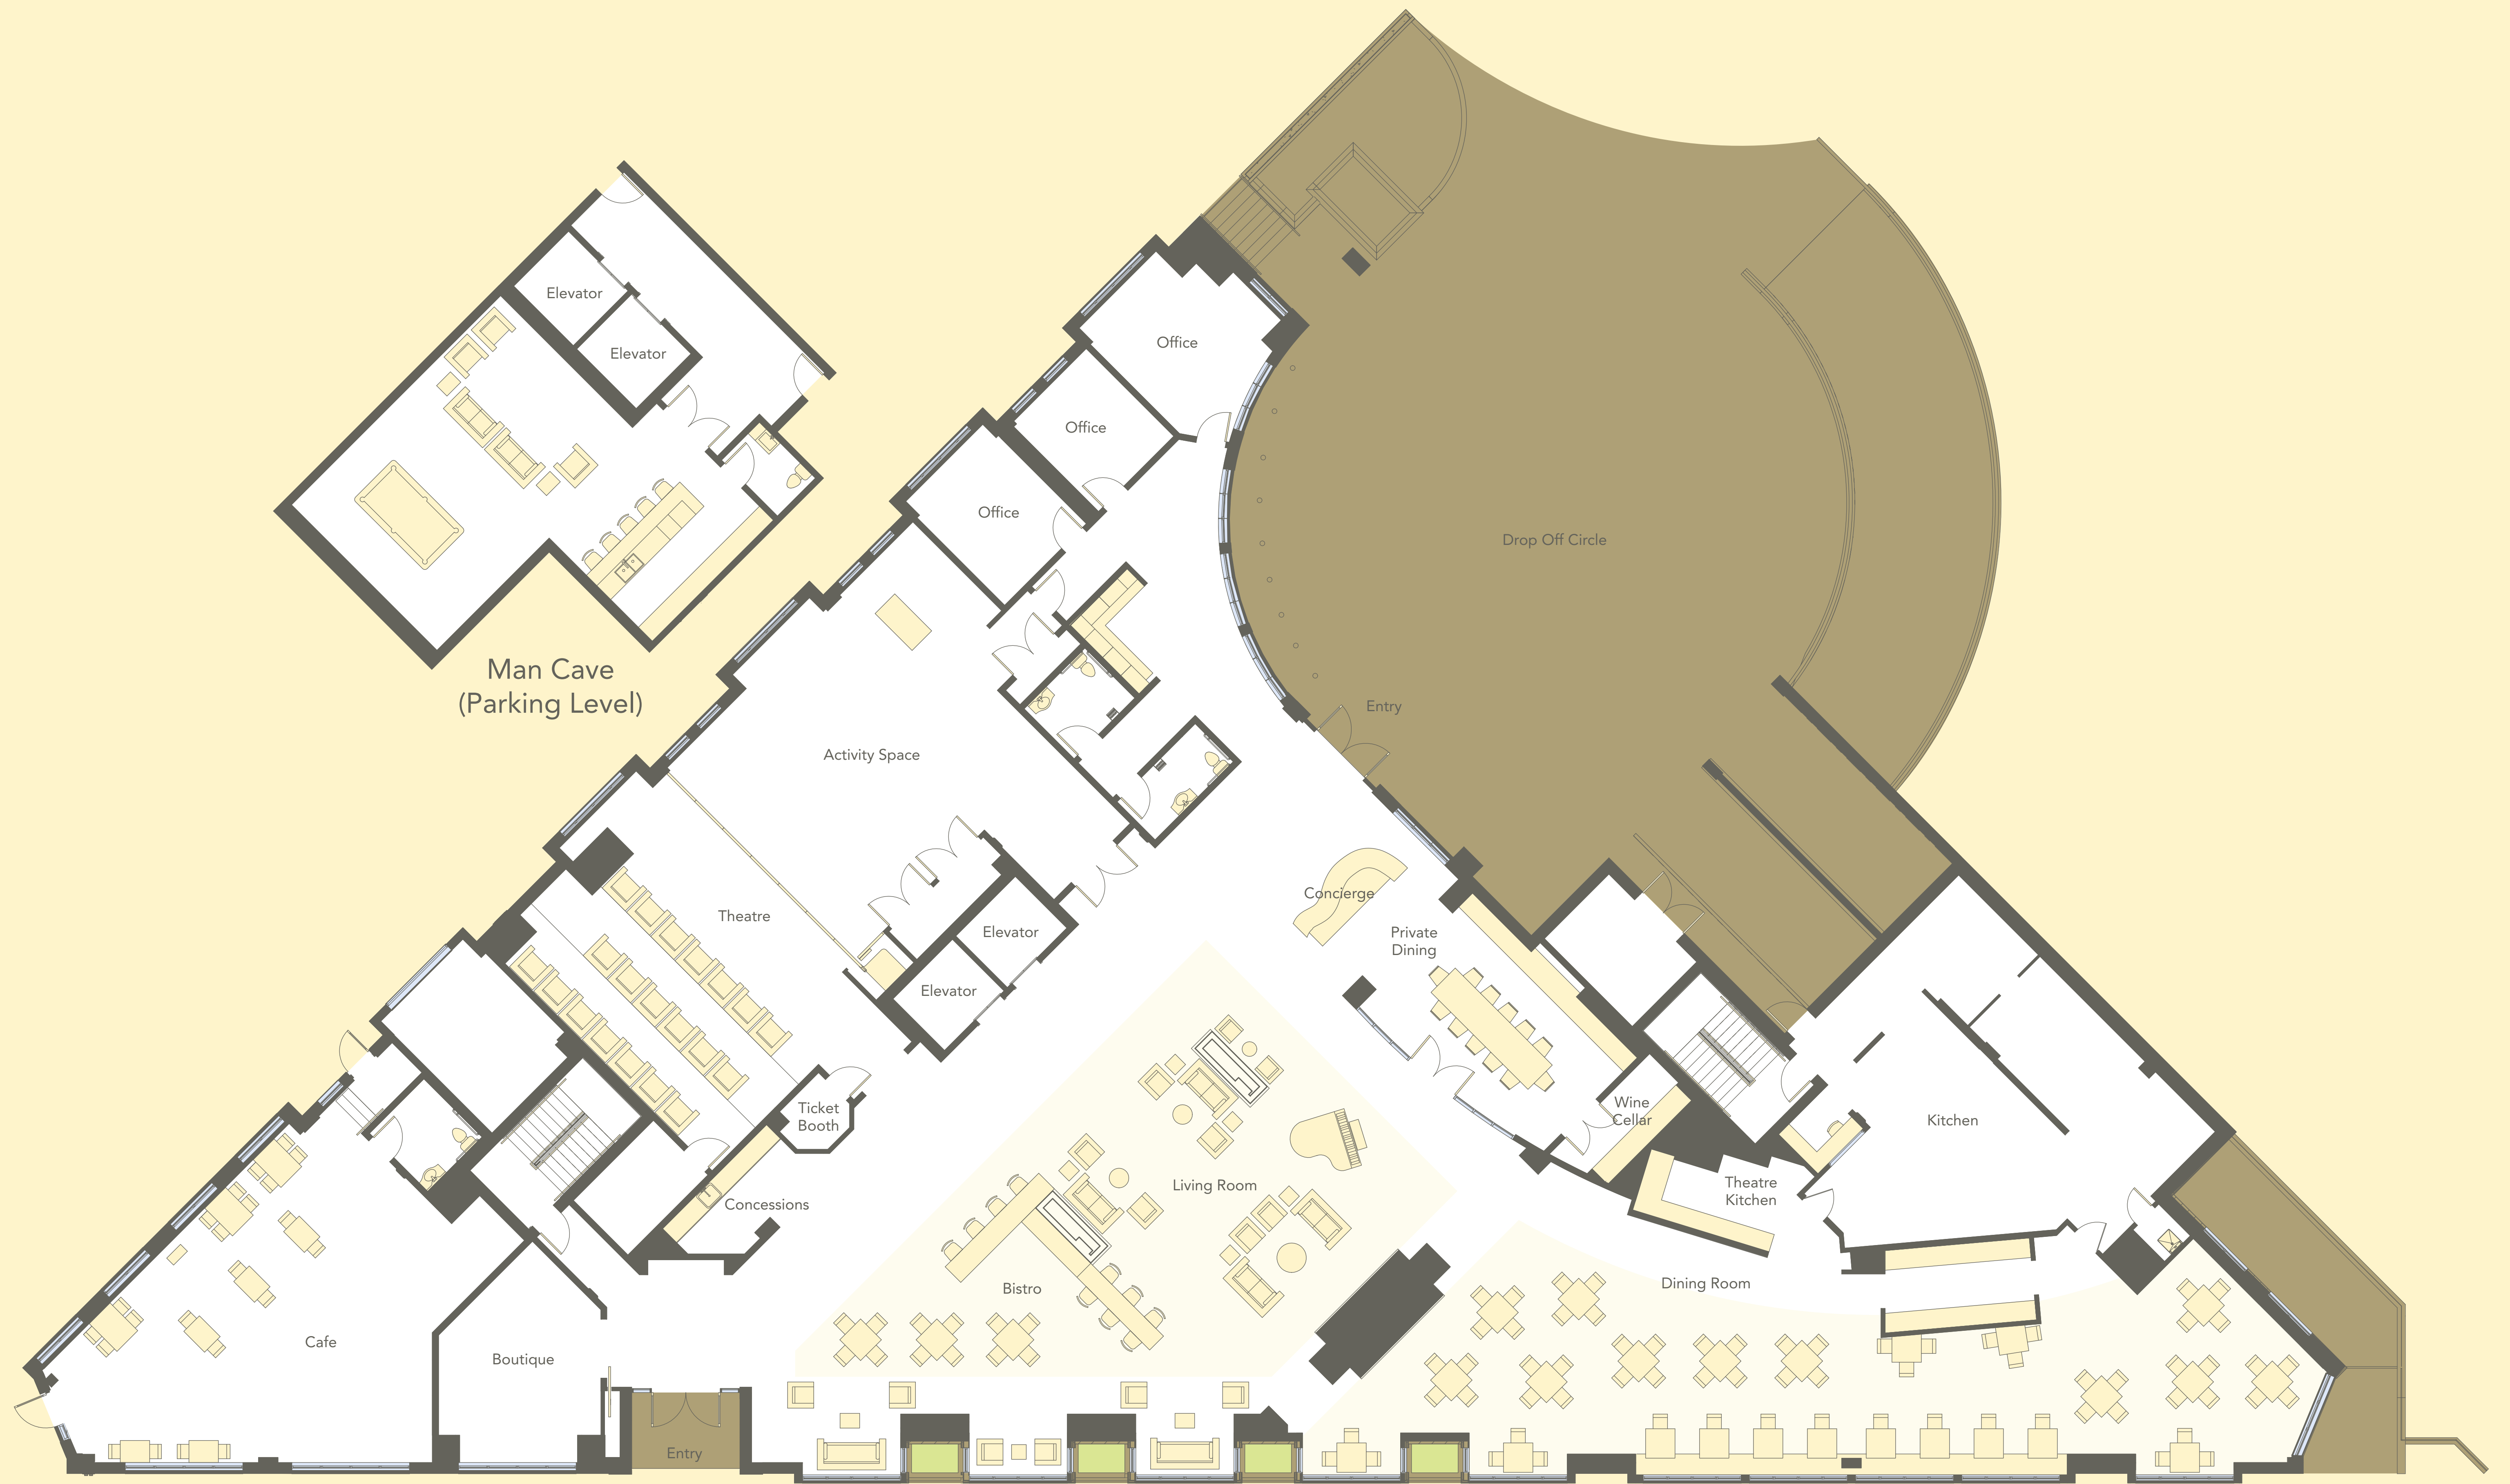 Elevator
Elevator
Man Cave
(Parking Level)
Office
Office
Office
Drop Off Circle
Entry
Activity Space
Theatre
Concierge
Private
Dining
Elevator
Elevator
Ticket
Booth
Wine
Cellar
Kitchen
Theatre
Kitchen
Living Room
Concessions
Dining Room
Bistro
Cafe
Boutique
Entry